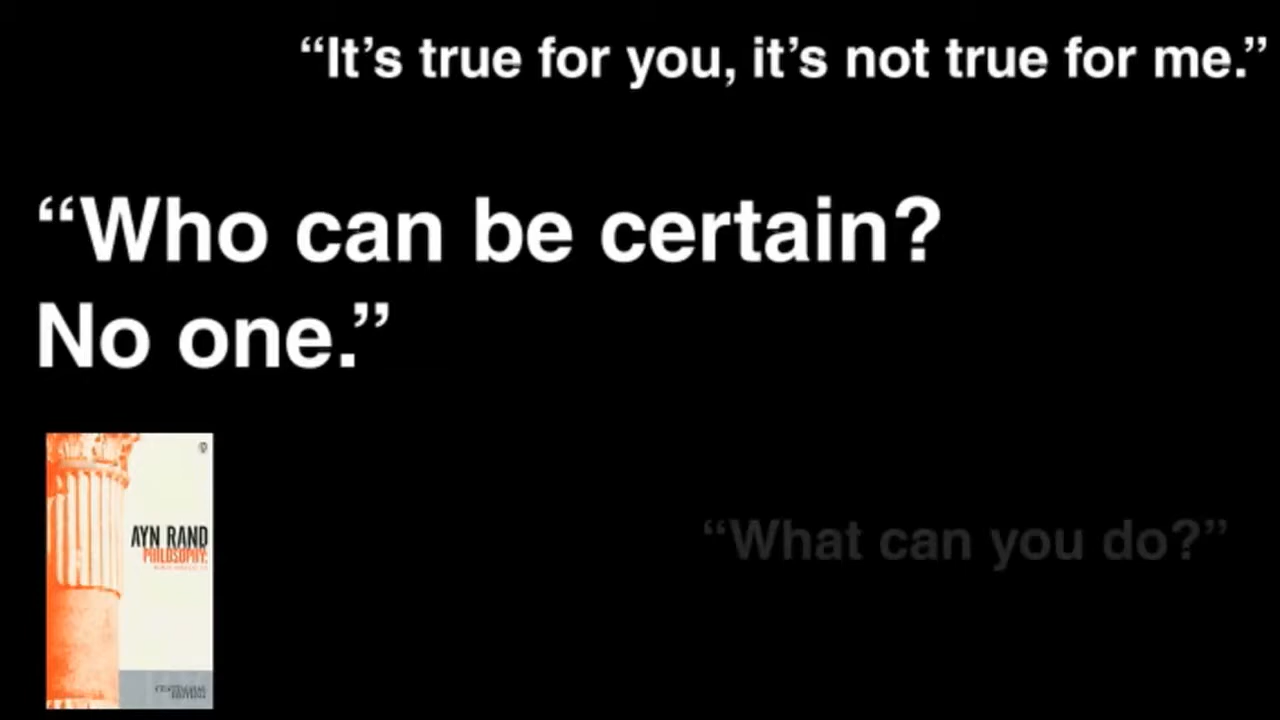 “It’s true for you, it’s not true for me.”
“Who can be certain?
No one.”
AYN RAND
PHILOSOPHY:
“What can you do?”